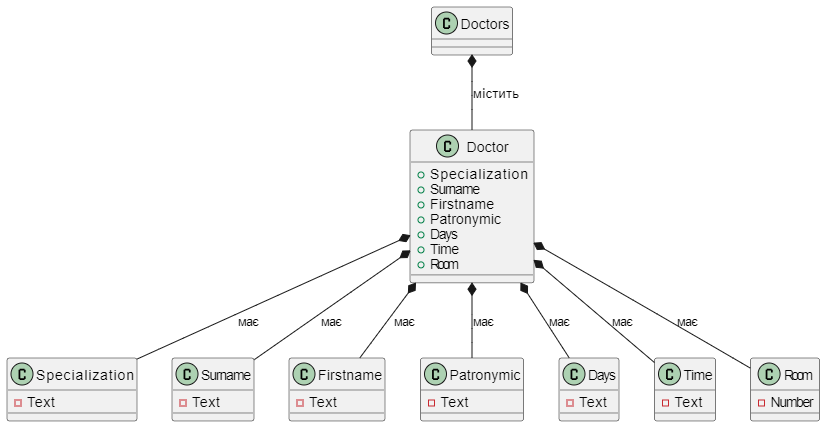 C Doctors
містить
C Doctor
Specialization
Surname
Firstname
Patronymic
Days
Time
Room
має має має має має має має
C Specialization C Surname C Firstname C Patronymic C Days C Time C Room
Text Text Text Text Text Text Number